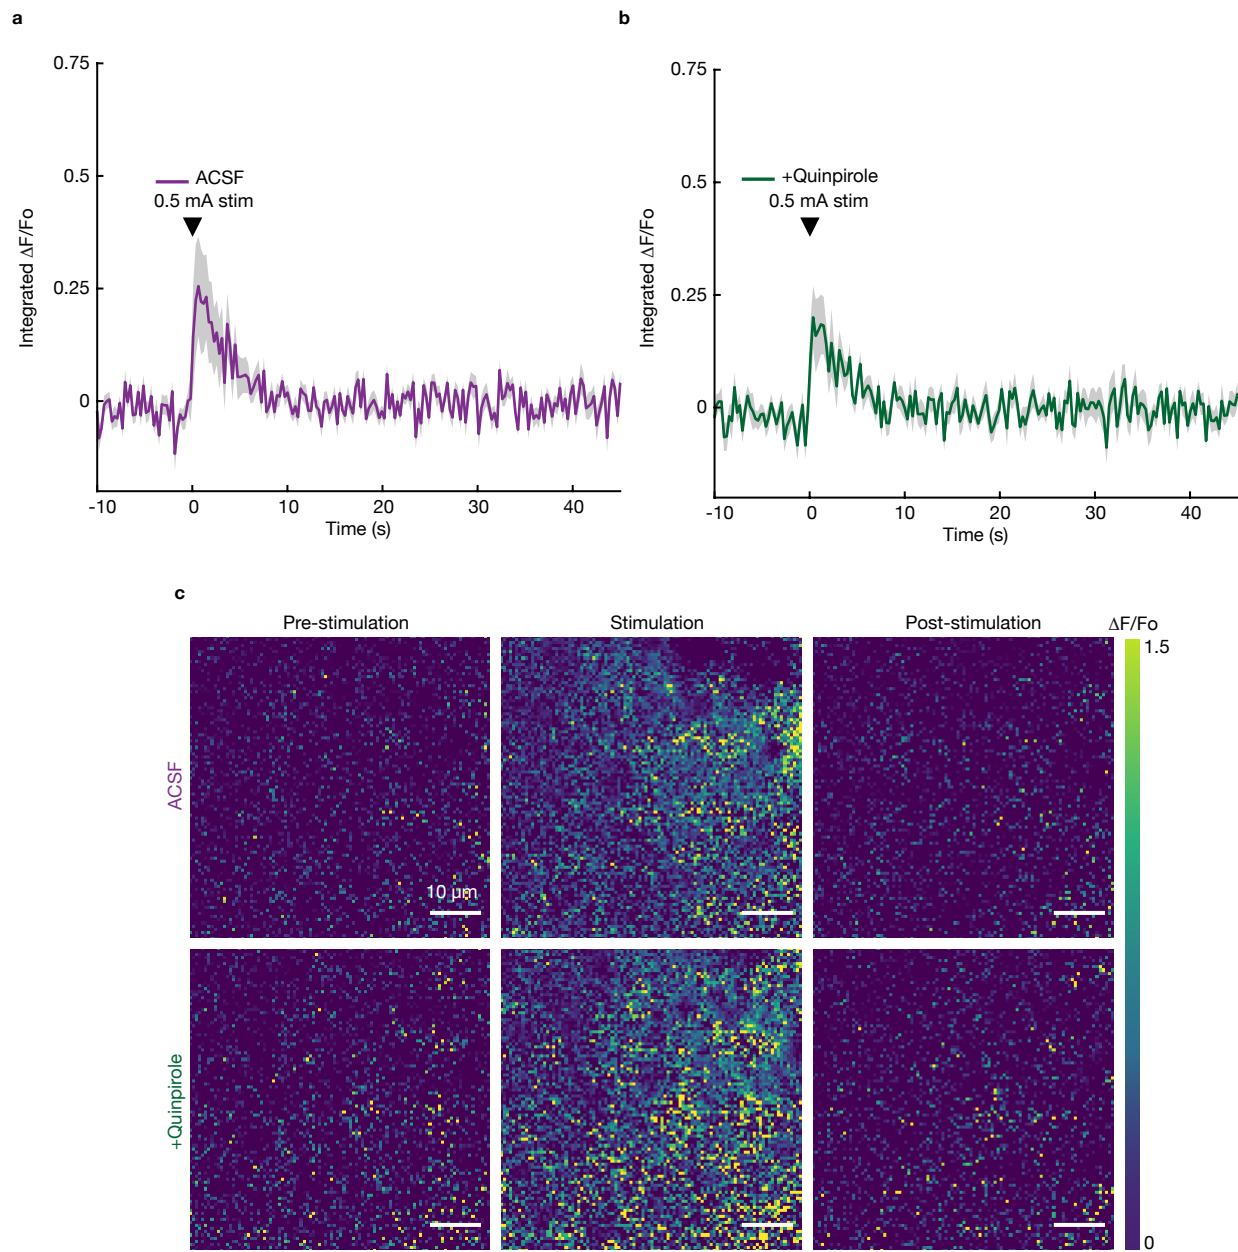 a
0.75
0.5
0.25
0
Integrated ΔF/Fo
ACSF
0.5 mA stim
-10 0 10 20 30 40
Time (s)
b
0.75
0.5
0.25
0
Integrated ΔF/Fo
+Quinpirole
0.5 mA stim
-10 0 10 20 30 40
Time (s)
c
Pre-stimulation Stimulation Post-stimulation ΔF/Fo
1.5
ACSF
10 µm
+Quinpirole
0